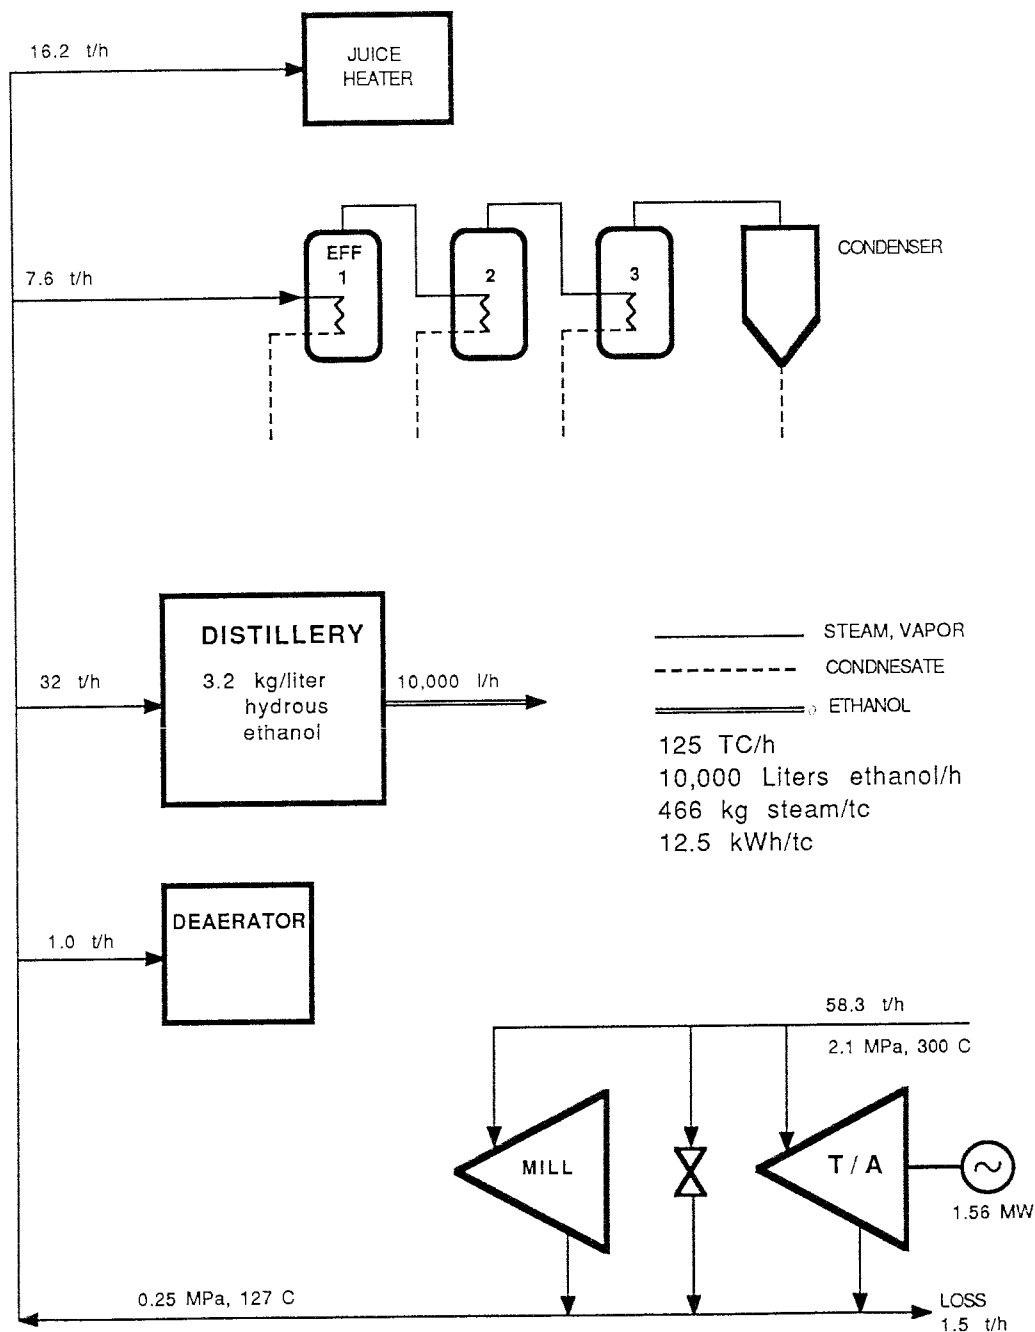 16.2 t/h
JUICE
HEATER
EFF
1
2
3
CONDENSER
7.6 t/h
DISTILLERY
3.2 kg/liter
hydrous
ethanol
32 t/h
10,000 l/h
STEAM, VAPOR
CONDNESATE
ETHANOL
125 TC/h
10,000 Liters ethanol/h
466 kg steam/tc
12.5 kWh/tc
DEAERATOR
1.0 t/h
58.3 t/h
2.1 MPa, 300 C
MILL
T / A
1.56 MW
0.25 MPa, 127 C
LOSS
1.5 t/h